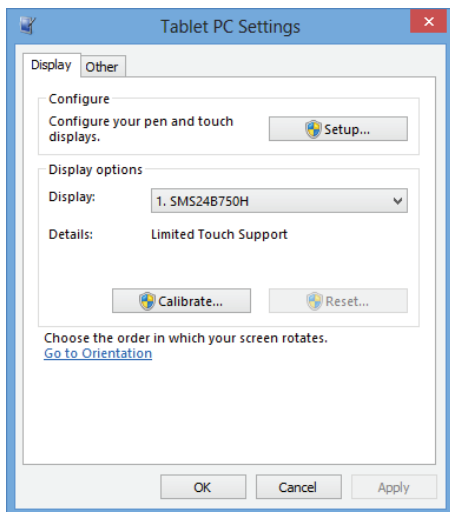 Tablet PC Settings
Display Other
Configure
Configure your pen and touch
displays.
Setup...
Display options
Display: 1. SMS24B750H
Details: Limited Touch Support
Calibrate... Reset...
Choose the order in which your screen rotates.
Go to Orientation
OK Cancel Apply